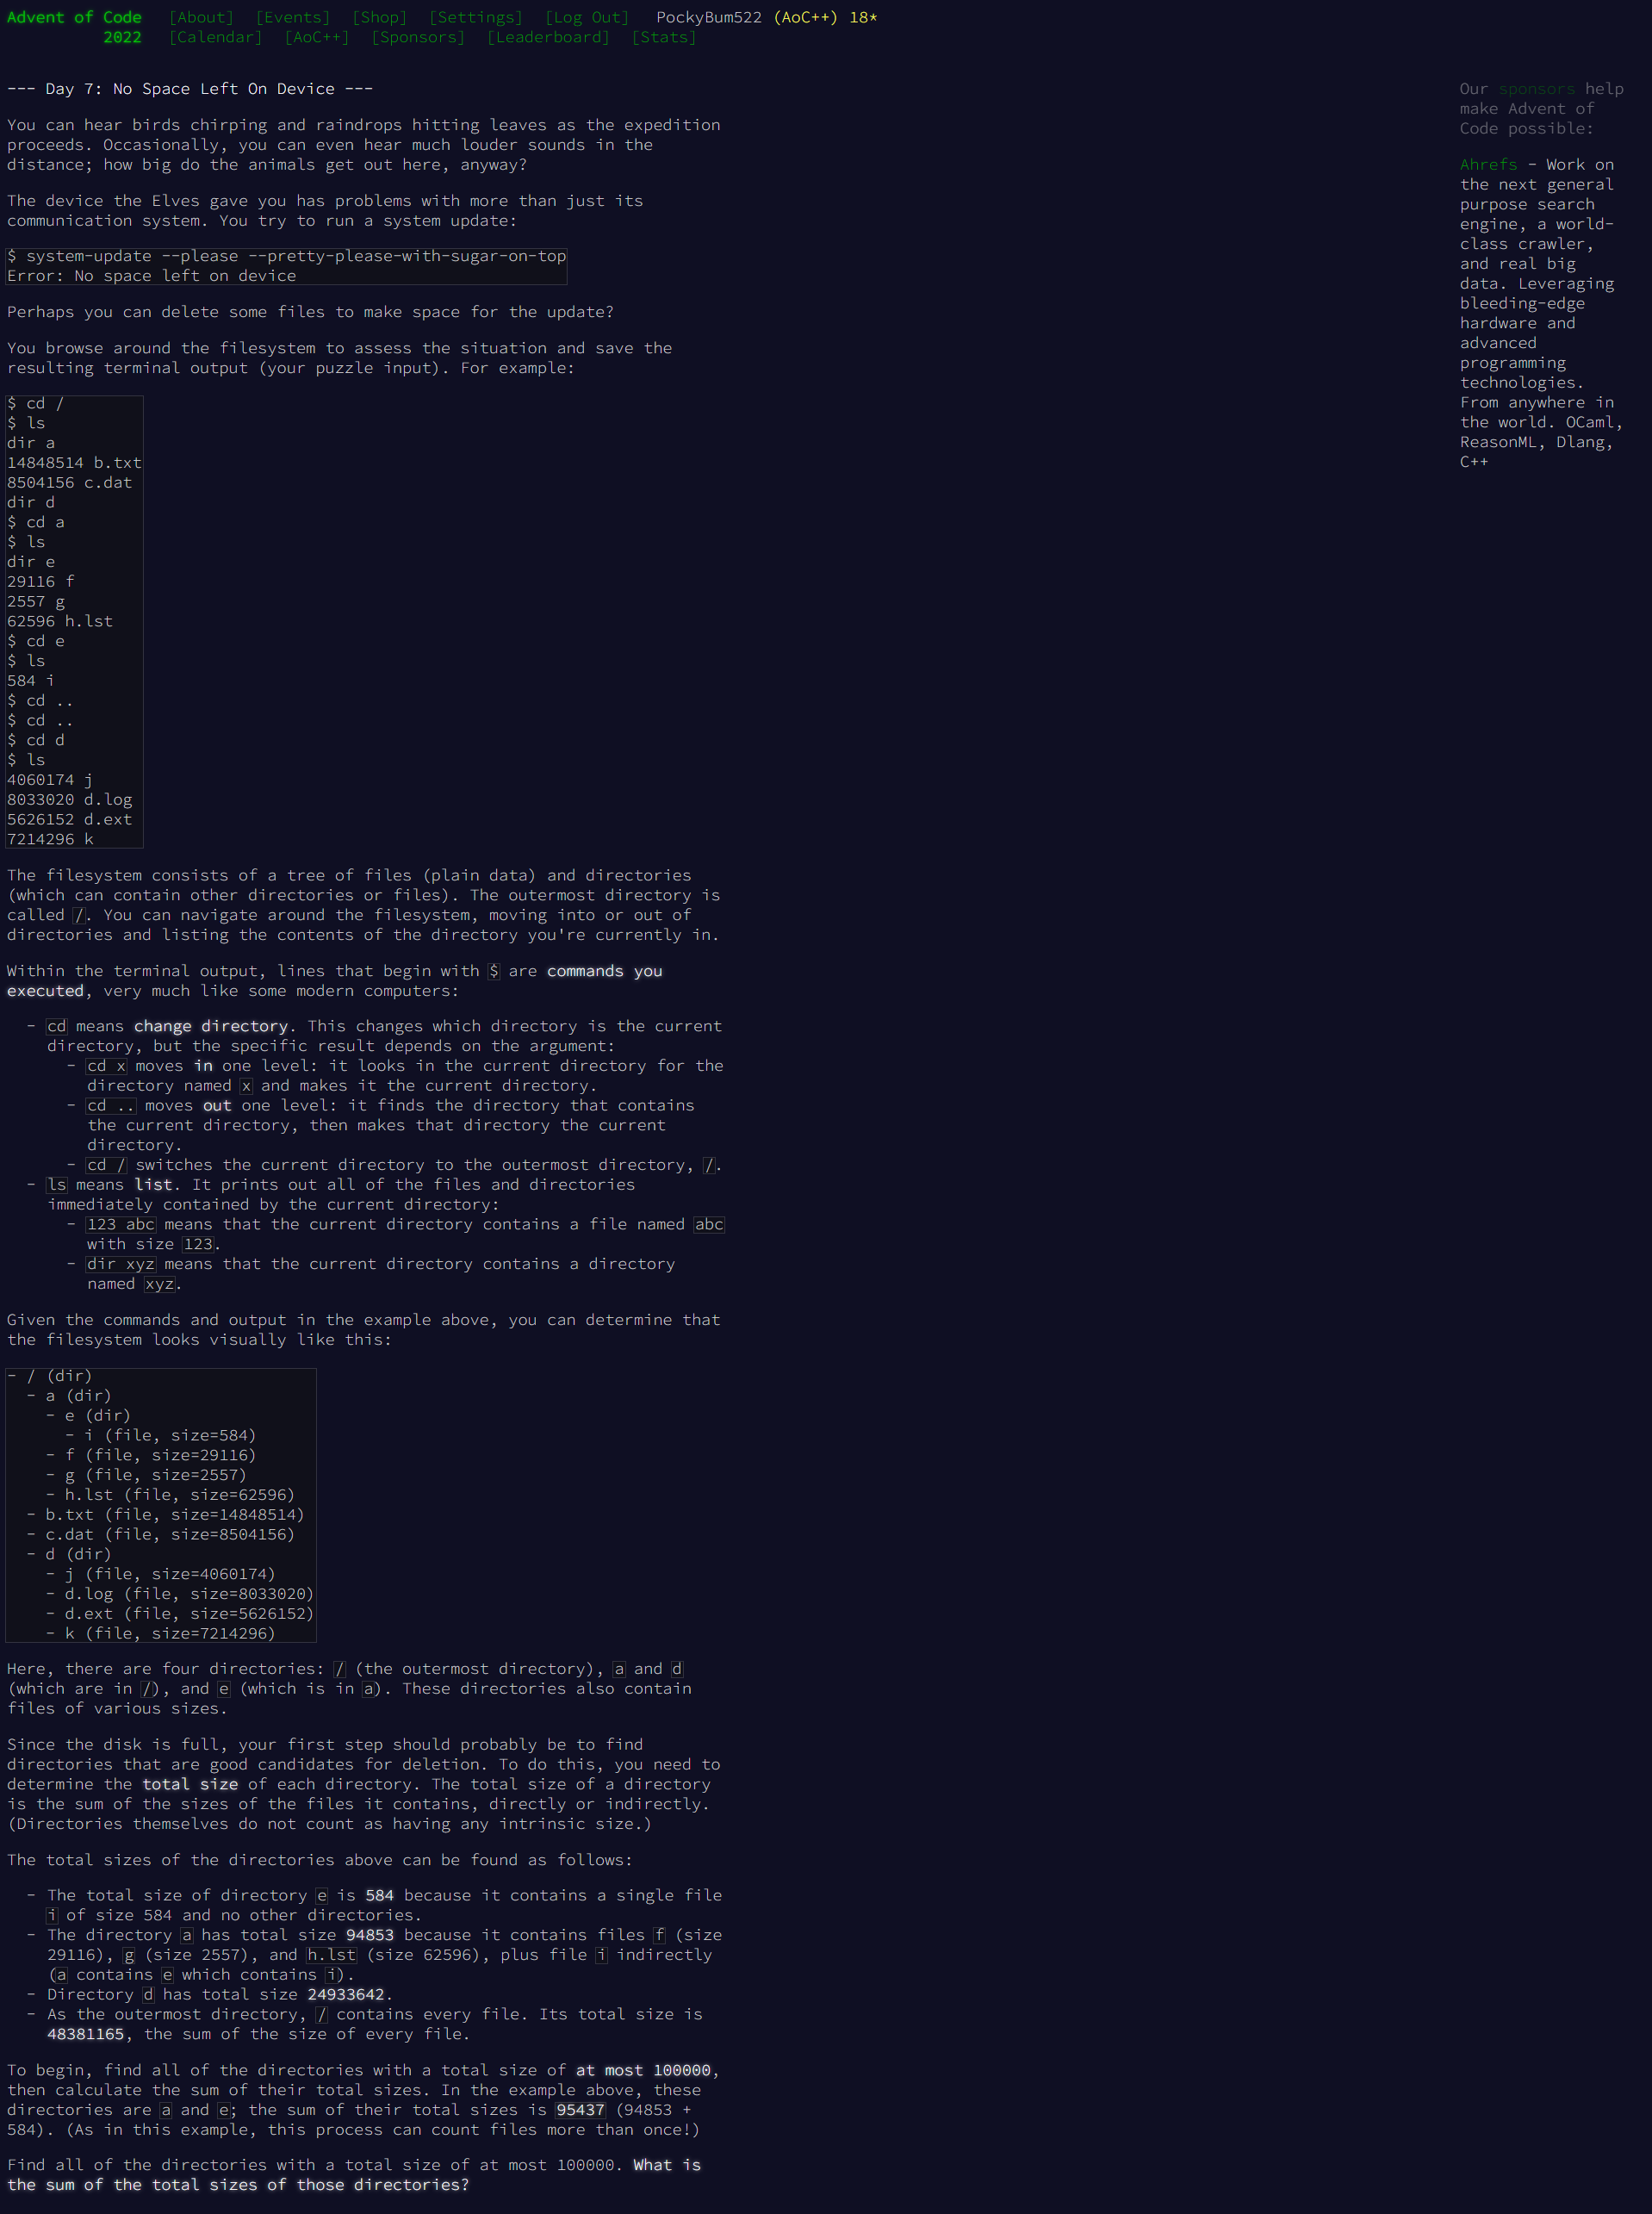 Advent of Code [About] [Events] [Shop] [Settings] [Log Out] PockyBum522 (AoC++) 18*
2022 [Calendar] [AoC++] [Sponsors] [Leaderboard] [Stats]
--- Day 7: No Space Left On Device ---
You can hear birds chirping and raindrops hitting leaves as the expedition
proceeds. Occasionally, you can even hear much louder sounds in the
distance; how big do the animals get out here, anyway?
The device the Elves gave you has problems with more than just its
communication system. You try to run a system update:
$ system-update --please --pretty-please-with-sugar-on-top
Error: No space left on device
Perhaps you can delete some files to make space for the update?
You browse around the filesystem to assess the situation and save the
resulting terminal output (your puzzle input). For example:
$ cd /
$ ls
dir a
14848514 b.txt
8504156 c.dat
dir d
$ cd a
$ ls
dir e
29116 f
2557 g
62596 h.lst
$ cd e
$ ls
584 i
$ cd ..
$ cd ..
$ cd d
$ ls
4060174 j
8033020 d.log
5626152 d.ext
7214296 k
The filesystem consists of a tree of files (plain data) and directories
(which can contain other directories or files). The outermost directory is
called /. You can navigate around the filesystem, moving into or out of
directories and listing the contents of the directory you're currently in.
Within the terminal output, lines that begin with $ are commands you
executed, very much like some modern computers:
- cd means change directory. This changes which directory is the current
directory, but the specific result depends on the argument:
- cd x moves in one level: it looks in the current directory for the
directory named x and makes it the current directory.
- cd .. moves out one level: it finds the directory that contains
the current directory, then makes that directory the current
directory.
- cd / switches the current directory to the outermost directory, /.
- ls means list. It prints out all of the files and directories
immediately contained by the current directory:
- 123 abc means that the current directory contains a file named abc
with size 123.
- dir xyz means that the current directory contains a directory
named xyz.
Given the commands and output in the example above, you can determine that
the filesystem looks visually like this:
- / (dir)
- a (dir)
- e (dir)
- i (file, size=584)
- f (file, size=29116)
- g (file, size=2557)
- h.lst (file, size=62596)
- b.txt (file, size=14848514)
- c.dat (file, size=8504156)
- d (dir)
- j (file, size=4060174)
- d.log (file, size=8033020)
- d.ext (file, size=5626152)
- k (file, size=7214296)
Here, there are four directories: / (the outermost directory), a and d
(which are in /), and e (which is in a). These directories also contain
files of various sizes.
Since the disk is full, your first step should probably be to find
directories that are good candidates for deletion. To do this, you need to
determine the total size of each directory. The total size of a directory
is the sum of the sizes of the files it contains, directly or indirectly.
(Directories themselves do not count as having any intrinsic size.)
The total sizes of the directories above can be found as follows:
- The total size of directory e is 584 because it contains a single file
i of size 584 and no other directories.
- The directory a has total size 94853 because it contains files f (size
29116), g (size 2557), and h.lst (size 62596), plus file i indirectly
(a contains e which contains i).
- Directory d has total size 24933642.
- As the outermost directory, / contains every file. Its total size is
48381165, the sum of the size of every file.
To begin, find all of the directories with a total size of at most 100000,
then calculate the sum of their total sizes. In the example above, these
directories are a and e; the sum of their total sizes is 95437 (94853 +
584). (As in this example, this process can count files more than once!)
Find all of the directories with a total size of at most 100000. What is
the sum of the total sizes of those directories?
Our sponsors help
make Advent of
Code possible:
Ahrefs - Work on
the next general
purpose search
engine, a world-
class crawler,
and real big
data. Leveraging
bleeding-edge
hardware and
advanced
programming
technologies.
From anywhere in
the world. OCaml,
ReasonML, Dlang,
C++